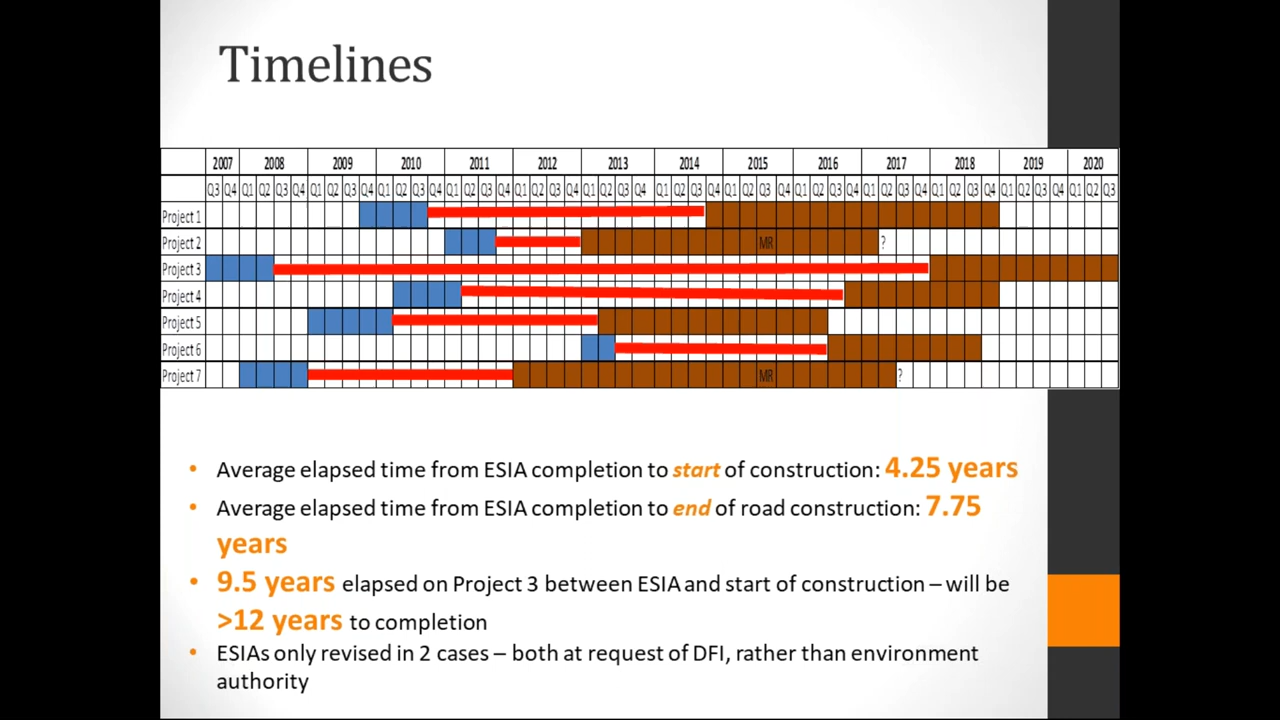 Timelines
2007 2008 2009 2010 2011 2012 2013 2014 2015 2016 2017 2018 2019 2020
Q3 Q4 Q1 Q2 Q3 Q4 Q1 Q2 Q3 Q4 Q1 Q2 Q3 Q4 Q1 Q2 Q3 Q4 Q1 Q2 Q3 Q4 Q1 Q2 Q3 Q4 Q1 Q2 Q3 Q4 Q1 Q2 Q3 Q4 Q1 Q2 Q3 Q4 Q1 Q2 Q3 Q4 Q1 Q2 Q3 Q4 Q1 Q2 Q3 Q4 Q1 Q2 Q3
Project 1
Project 2 MR ?
Project 3
Project 4
Project 5
Project 6
Project 7 MR ?
• Average elapsed time from ESIA completion to start of construction: 4.25 years
• Average elapsed time from ESIA completion to end of road construction: 7.75
years
• 9.5 years elapsed on Project 3 between ESIA and start of construction – will be
>12 years to completion
• ESIAs only revised in 2 cases – both at request of DFI, rather than environment
authority